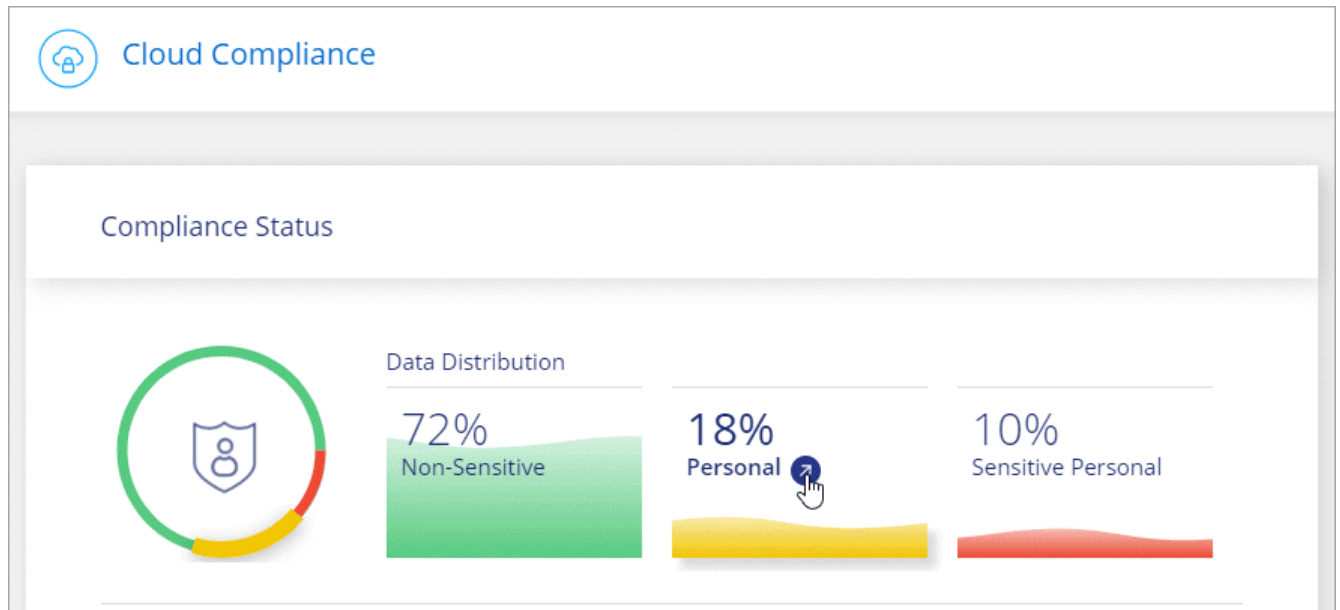 Cloud Compliance
Compliance Status
Data Distribution
72%
Non-Sensitive
18%
Personal
10%
Sensitive Personal